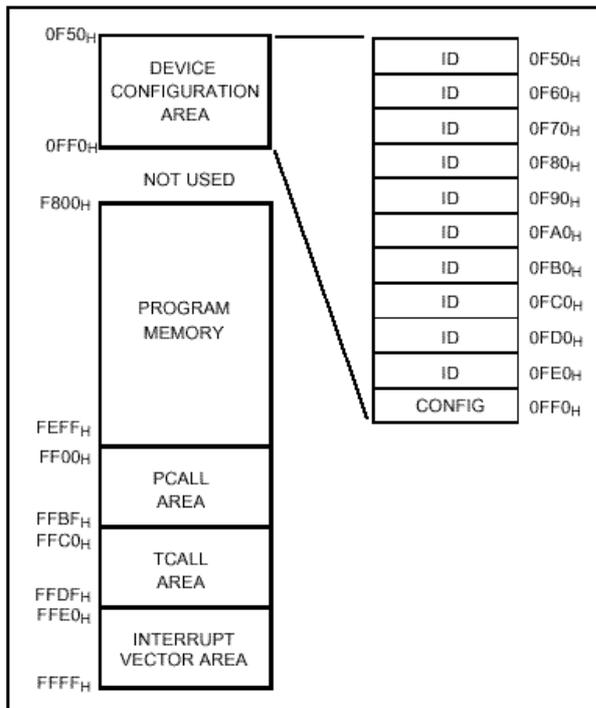 0F50H
DEVICE
CONFIGURATION
AREA
0FF0H
NOT USED
F800H
PROGRAM
MEMORY
FEFFH
FF00H
PCALL
AREA
FFBFH
FFC0H
TCALL
AREA
FFDFH
FFE0H
INTERRUPT
VECTOR AREA
FFFFH
ID 0F50H
ID 0F60H
ID 0F70H
ID 0F80H
ID 0F90H
ID 0FA0H
ID 0FB0H
ID 0FC0H
ID 0FD0H
ID 0FE0H
CONFIG 0FF0H